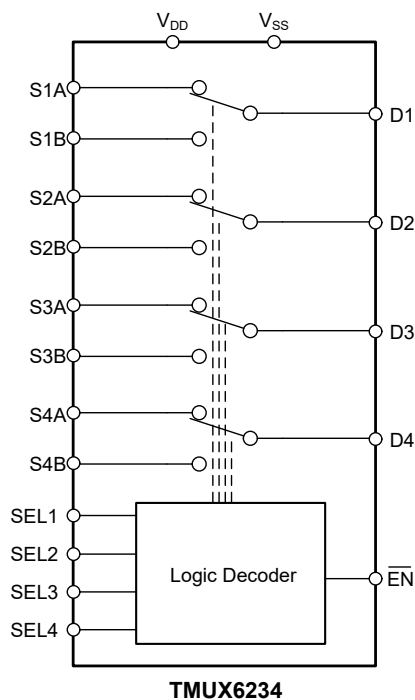 VDD
VSS
S1A
D1
S1B
S2A
D2
S2B
S3A
D3
S3B
S4A
D4
S4B
SEL1
SEL2
Logic Decoder
EN
SEL3
SEL4
TMUX6234